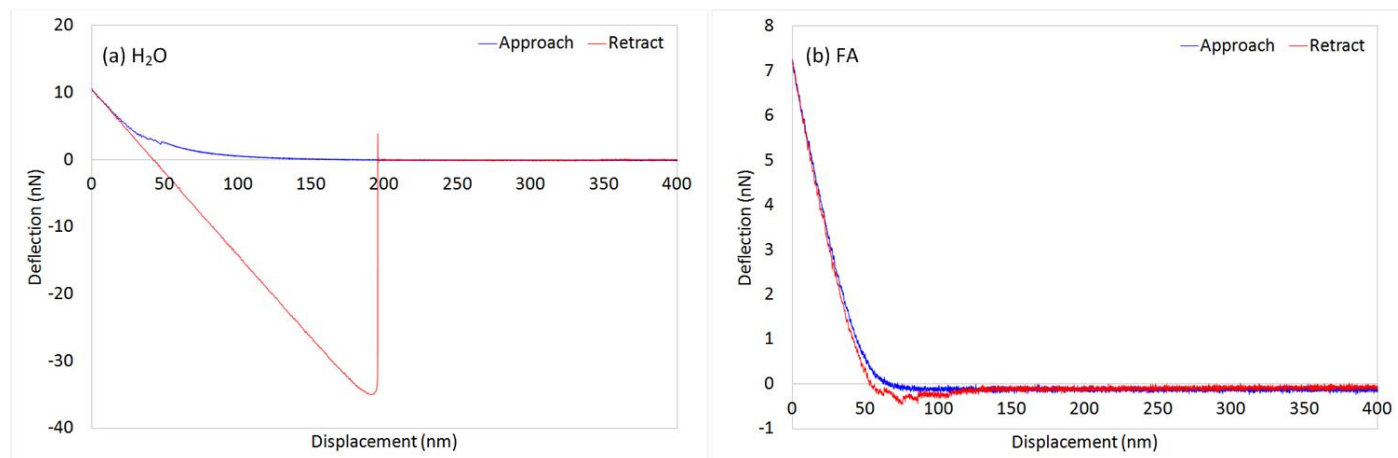 (a) H₂O
Approach Retract
20
10
0
-10
-20
-30
-40
0 50 100 150 200 250 300 350 400
Deflection (nN)
Displacement (nm)
(b) FA
Approach Retract
8
7
6
5
4
3
2
1
0
-1
0 50 100 150 200 250 300 350 400
Deflection (nN)
Displacement (nm)